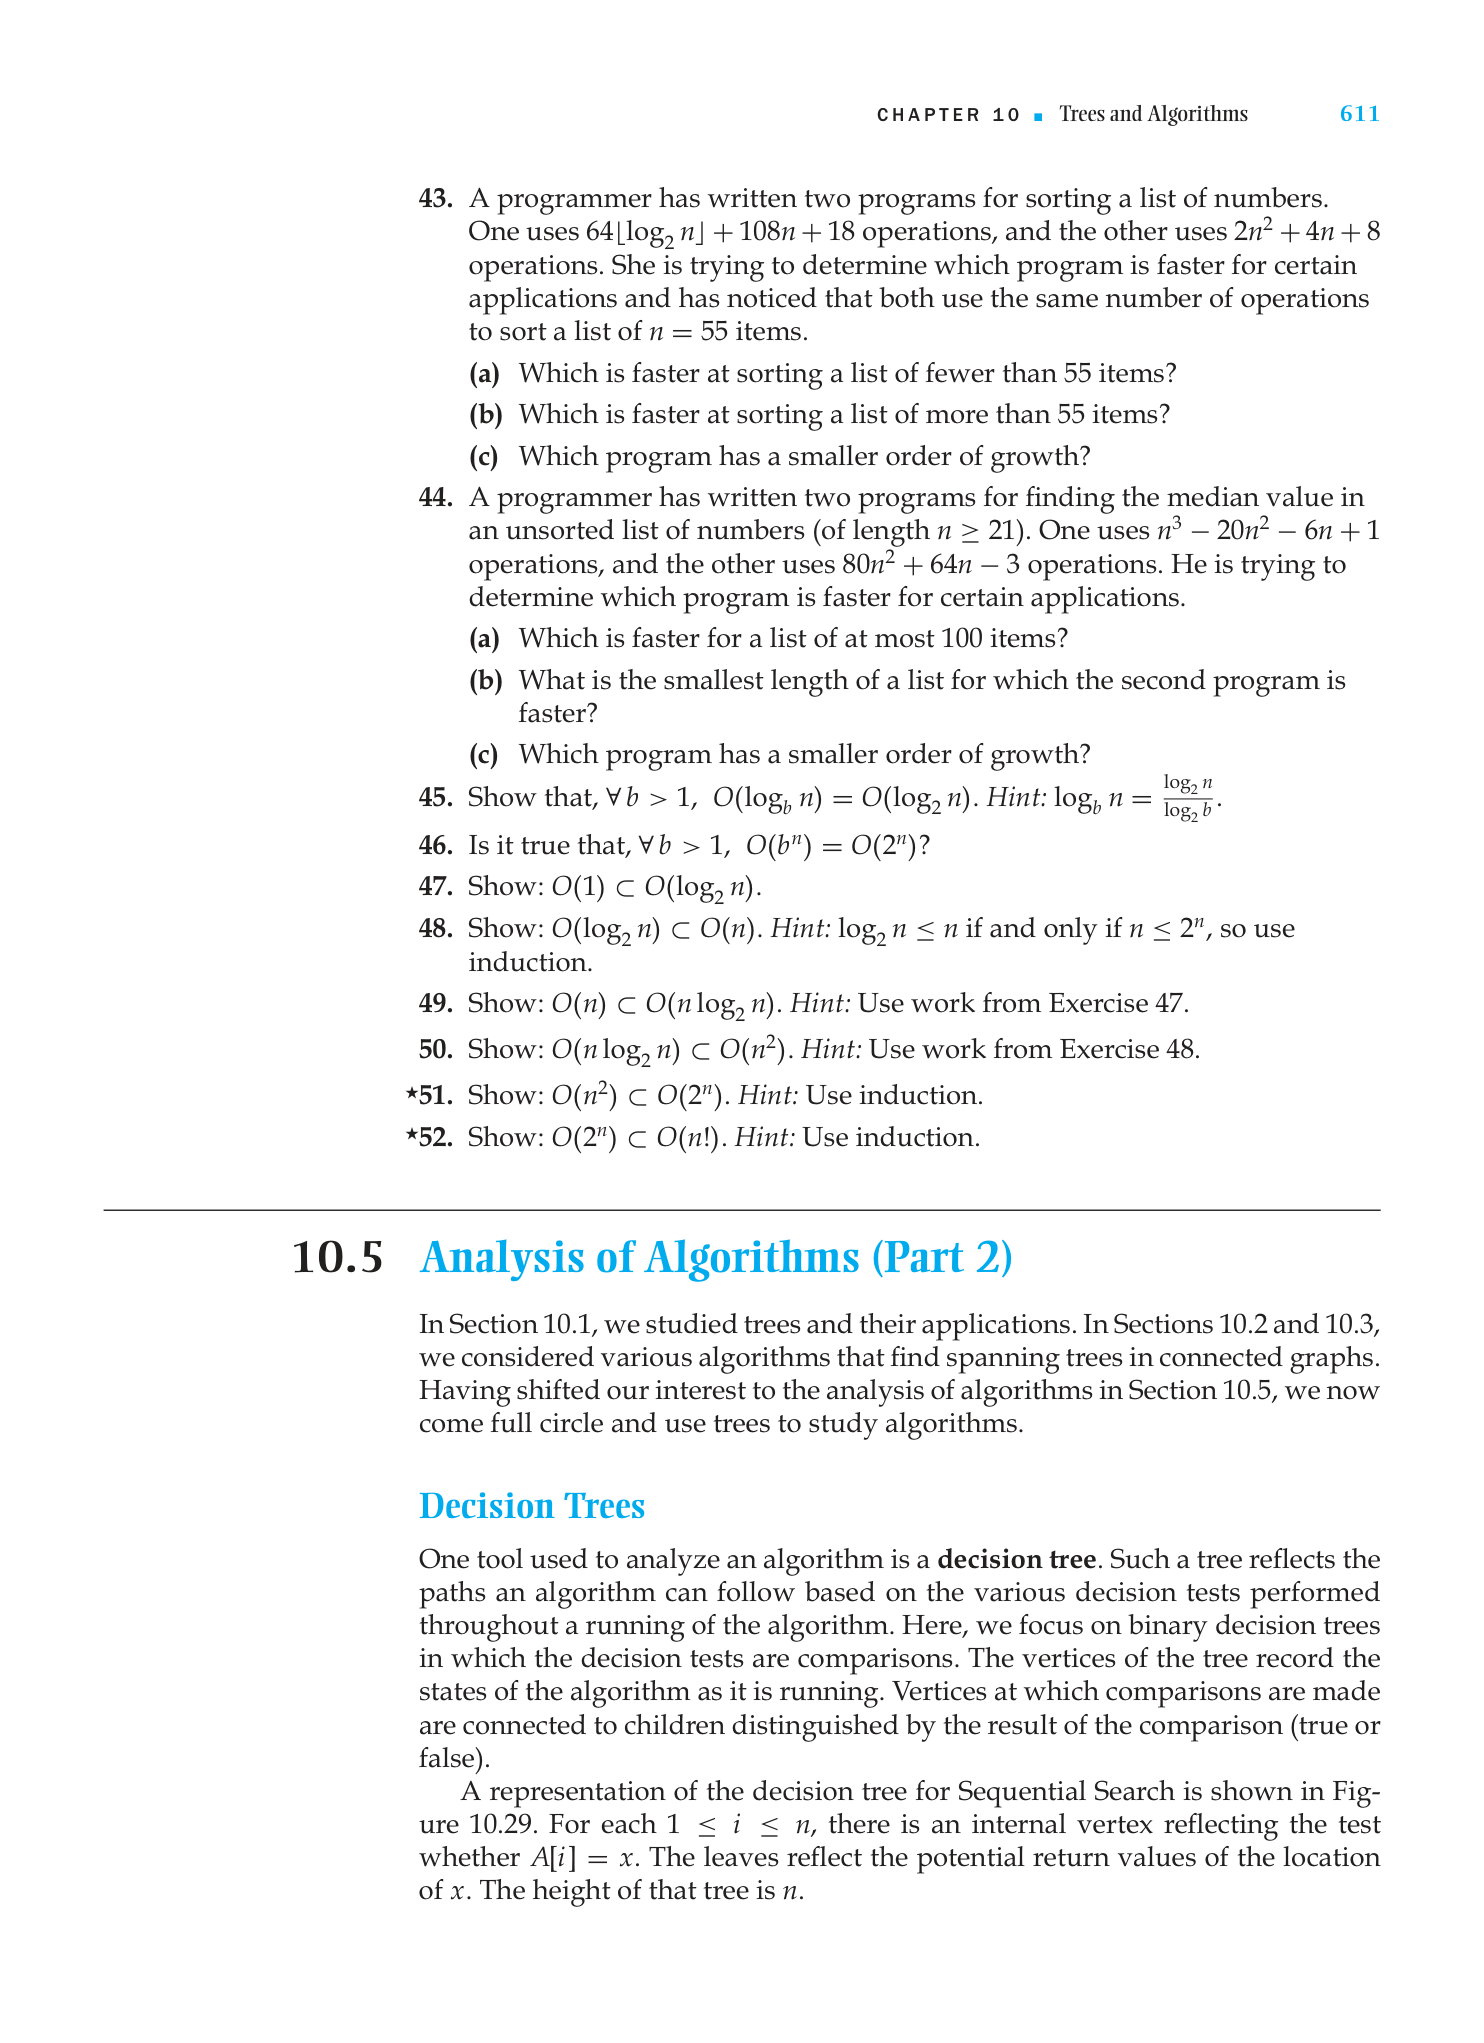 CHAPTER 10 ■ Trees and Algorithms 611
43. A programmer has written two programs for sorting a list of numbers.
One uses 64⌊log₂ n⌋ + 108n + 18 operations, and the other uses 2n² + 4n + 8
operations. She is trying to determine which program is faster for certain
applications and has noticed that both use the same number of operations
to sort a list of n = 55 items.
(a) Which is faster at sorting a list of fewer than 55 items?
(b) Which is faster at sorting a list of more than 55 items?
(c) Which program has a smaller order of growth?
44. A programmer has written two programs for finding the median value in
an unsorted list of numbers (of length n ≥ 21). One uses n³ − 20n² − 6n + 1
operations, and the other uses 80n² + 64n − 3 operations. He is trying to
determine which program is faster for certain applications.
(a) Which is faster for a list of at most 100 items?
(b) What is the smallest length of a list for which the second program is
faster?
(c) Which program has a smaller order of growth?
45. Show that, ∀ b > 1, O(log_b n) = O(log₂ n). Hint: log_b n = log₂ n / log₂ b.
46. Is it true that, ∀ b > 1, O(bⁿ) = O(2ⁿ)?
47. Show: O(1) ⊂ O(log₂ n).
48. Show: O(log₂ n) ⊂ O(n). Hint: log₂ n ≤ n if and only if n ≤ 2ⁿ, so use
induction.
49. Show: O(n) ⊂ O(n log₂ n). Hint: Use work from Exercise 47.
50. Show: O(n log₂ n) ⊂ O(n²). Hint: Use work from Exercise 48.
★51. Show: O(n²) ⊂ O(2ⁿ). Hint: Use induction.
★52. Show: O(2ⁿ) ⊂ O(n!). Hint: Use induction.
10.5 Analysis of Algorithms (Part 2)
In Section 10.1, we studied trees and their applications. In Sections 10.2 and 10.3,
we considered various algorithms that find spanning trees in connected graphs.
Having shifted our interest to the analysis of algorithms in Section 10.5, we now
come full circle and use trees to study algorithms.
Decision Trees
One tool used to analyze an algorithm is a decision tree. Such a tree reflects the
paths an algorithm can follow based on the various decision tests performed
throughout a running of the algorithm. Here, we focus on binary decision trees
in which the decision tests are comparisons. The vertices of the tree record the
states of the algorithm as it is running. Vertices at which comparisons are made
are connected to children distinguished by the result of the comparison (true or
false).
A representation of the decision tree for Sequential Search is shown in Fig-
ure 10.29. For each 1 ≤ i ≤ n, there is an internal vertex reflecting the test
whether A[i] = x. The leaves reflect the potential return values of the location
of x. The height of that tree is n.